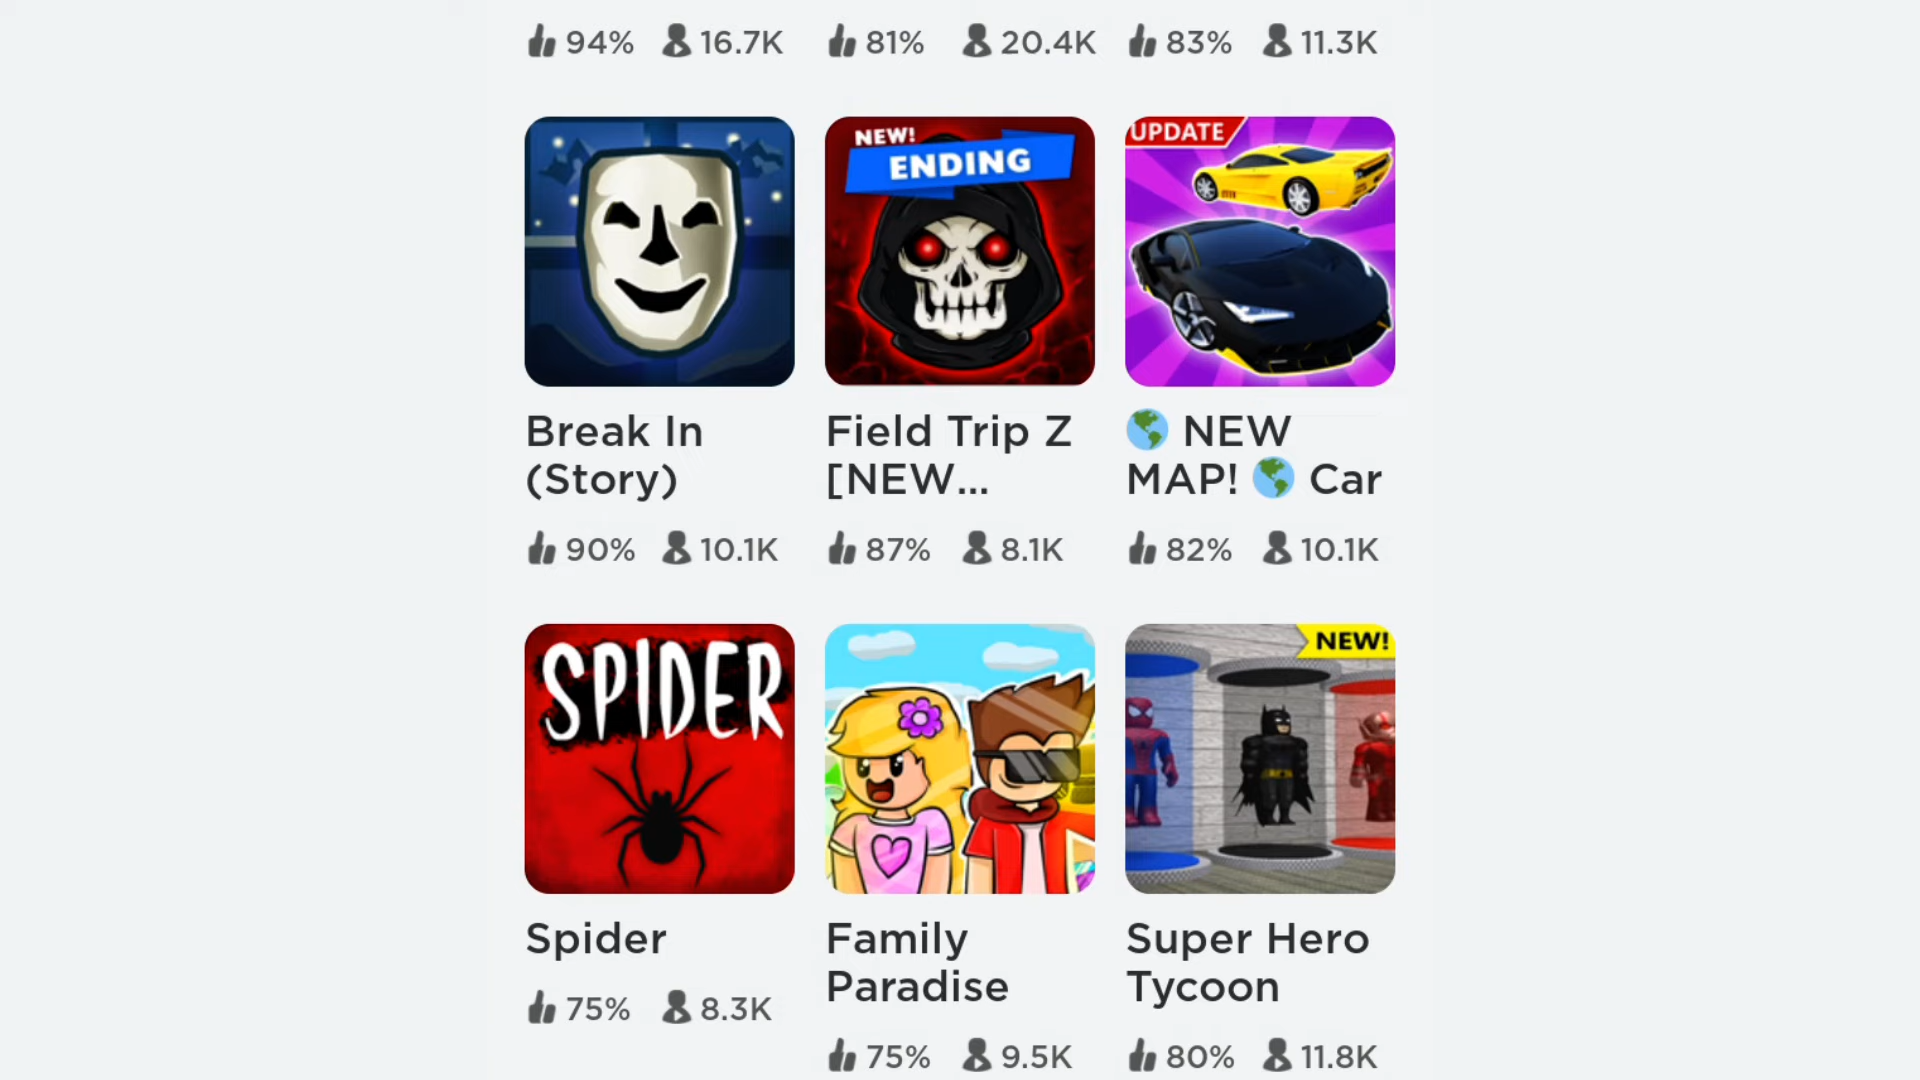 94% 16.7K 81% 20.4K 83% 11.3K
NEW!
ENDING
UPDATE
Break In
(Story)
Field Trip Z
[NEW...
🌎 NEW
MAP! 🌎 Car
90% 10.1K 87% 8.1K 82% 10.1K
SPIDER
NEW!
Spider
75% 8.3K
Family
Paradise
75% 9.5K
Super Hero
Tycoon
80% 11.8K